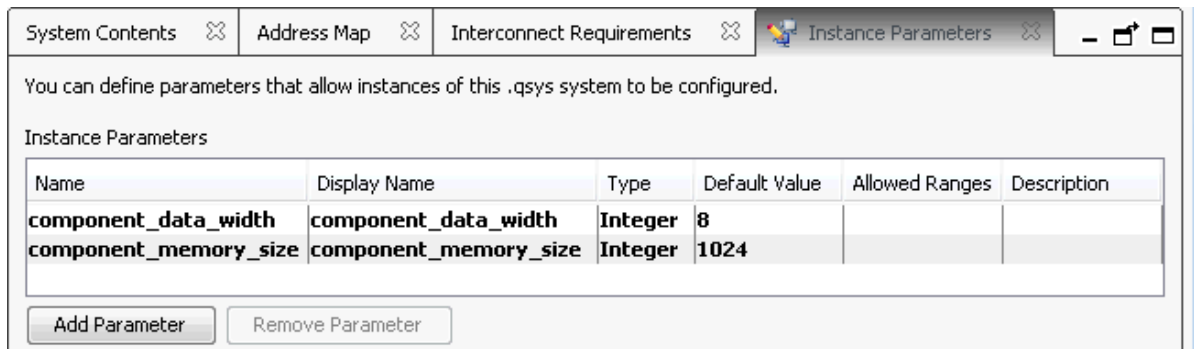 System Contents Address Map Interconnect Requirements Instance Parameters
You can define parameters that allow instances of this .qsys system to be configured.
Instance Parameters
Name Display Name Type Default Value Allowed Ranges Description
component_data_width component_data_width Integer 8
component_memory_size component_memory_size Integer 1024
Add Parameter Remove Parameter